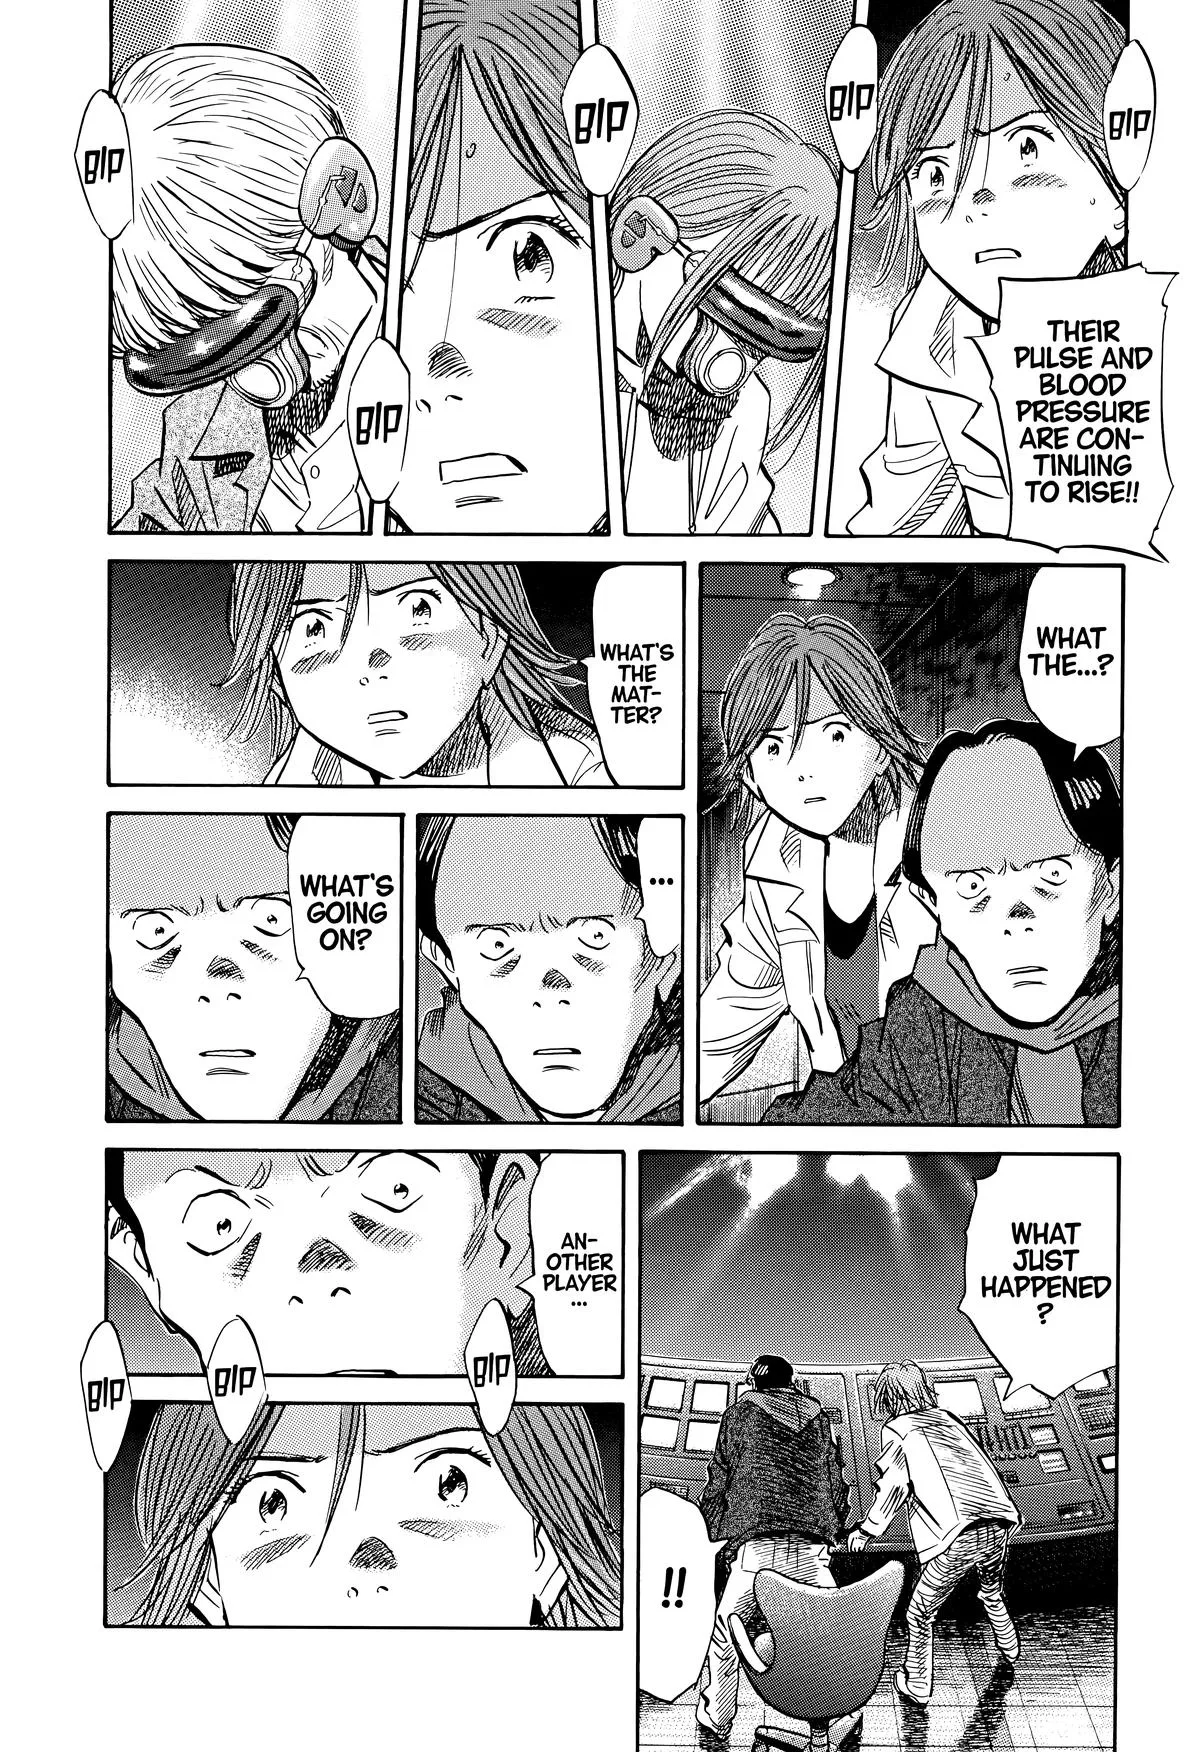 BIP
BIP
THEIR
PULSE AND
BLOOD
PRESSURE
ARE CON-
TINUING
TO RISE!!
BIP
BIP
BIP
WHAT
THE...?
WHAT'S
THE
MAT-
TER?
...
WHAT'S
GOING
ON?
WHAT
JUST
HAPPENED
?
!!
AN-
OTHER
PLAYER
...
BIP
BIP
BIP